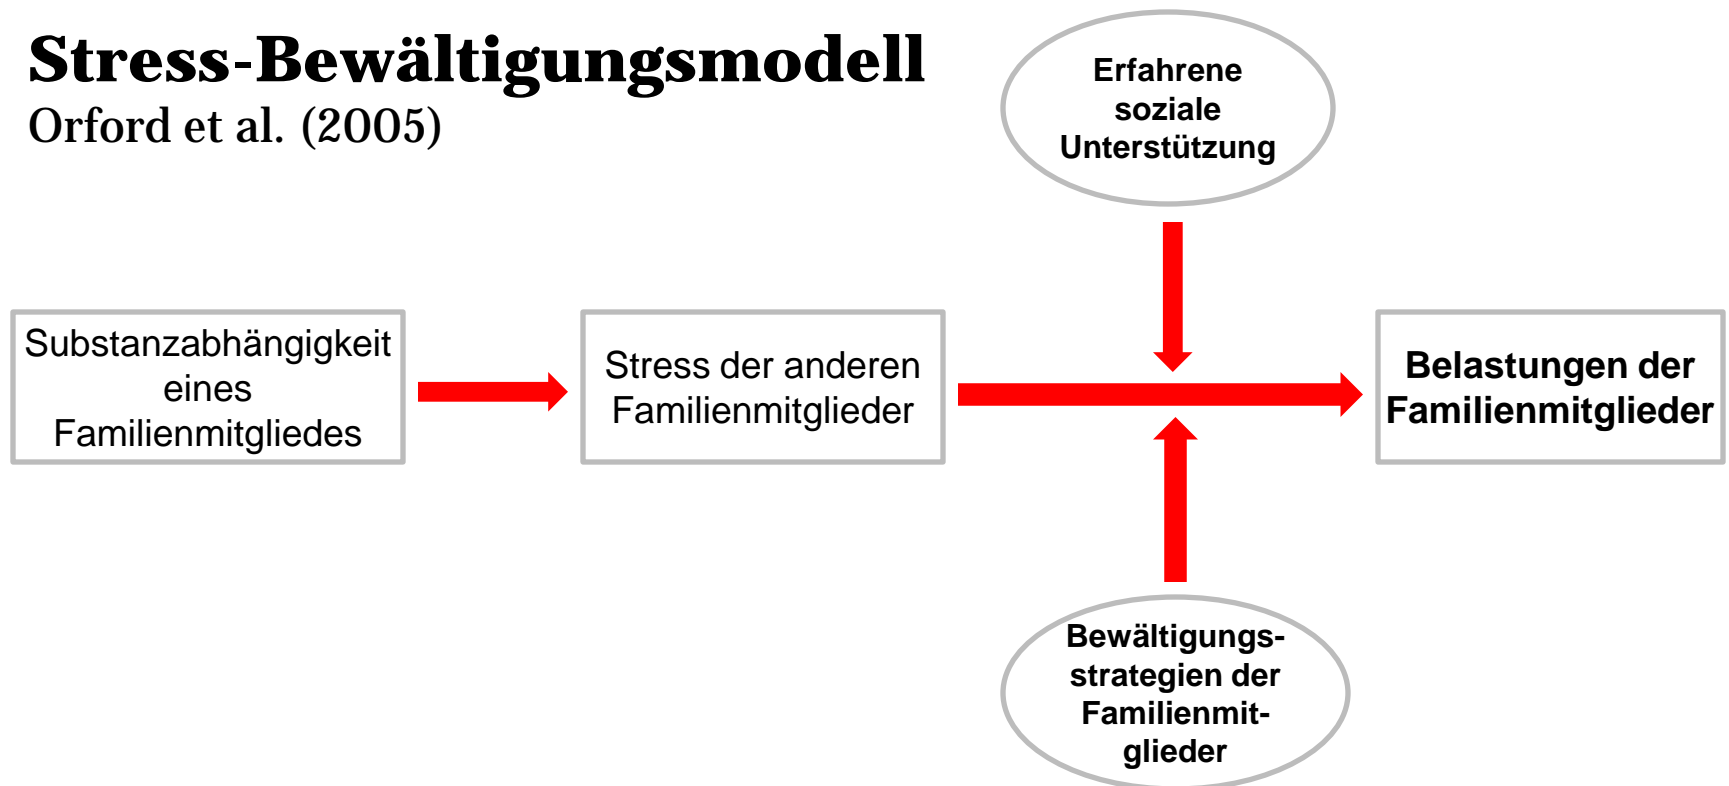 Stress-Bewältigungsmodell
Orford et al. (2005)
Erfahrene
soziale
Unterstützung
Substanzabhängigkeit
eines
Familienmitgliedes
Stress der anderen
Familienmitglieder
Belastungen der
Familienmitglieder
Bewältigungs-
strategien der
Familienmit-
glieder